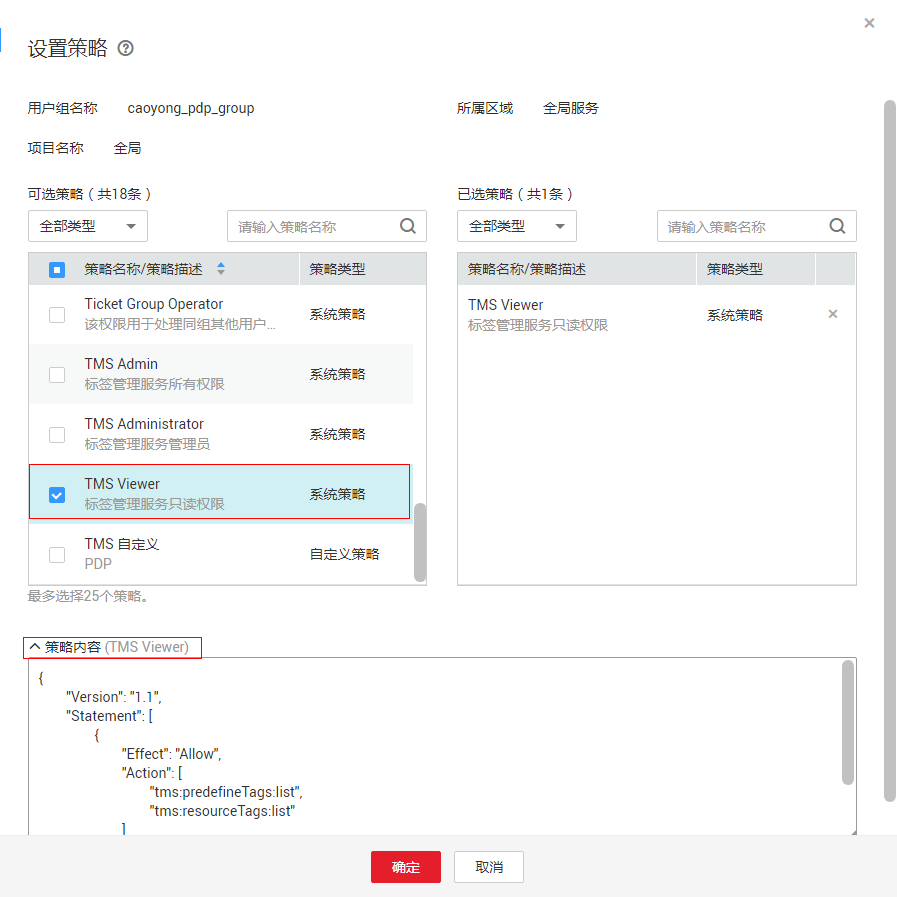 设置策略
用户组名称 caoyong_pdp_group 所属区域 全局服务
项目名称 全局
可选策略（共18条） 已选策略（共1条）
全部类型 请输入策略名称 全部类型 请输入策略名称
策略名称/策略描述 策略类型 策略名称/策略描述 策略类型
Ticket Group Operator
该权限用于处理同组其他用户... 系统策略
TMS Viewer
标签管理服务只读权限 系统策略
TMS Admin
标签管理服务所有权限 系统策略
TMS Administrator
标签管理服务管理员 系统策略
TMS Viewer
标签管理服务只读权限 系统策略
TMS 自定义
PDP 自定义策略
最多选择25个策略。
策略内容 (TMS Viewer)
{
"Version": "1.1",
"Statement": [
{
"Effect": "Allow",
"Action": [
"tms:predefineTags:list",
"tms:resourceTags:list"
]
确定 取消